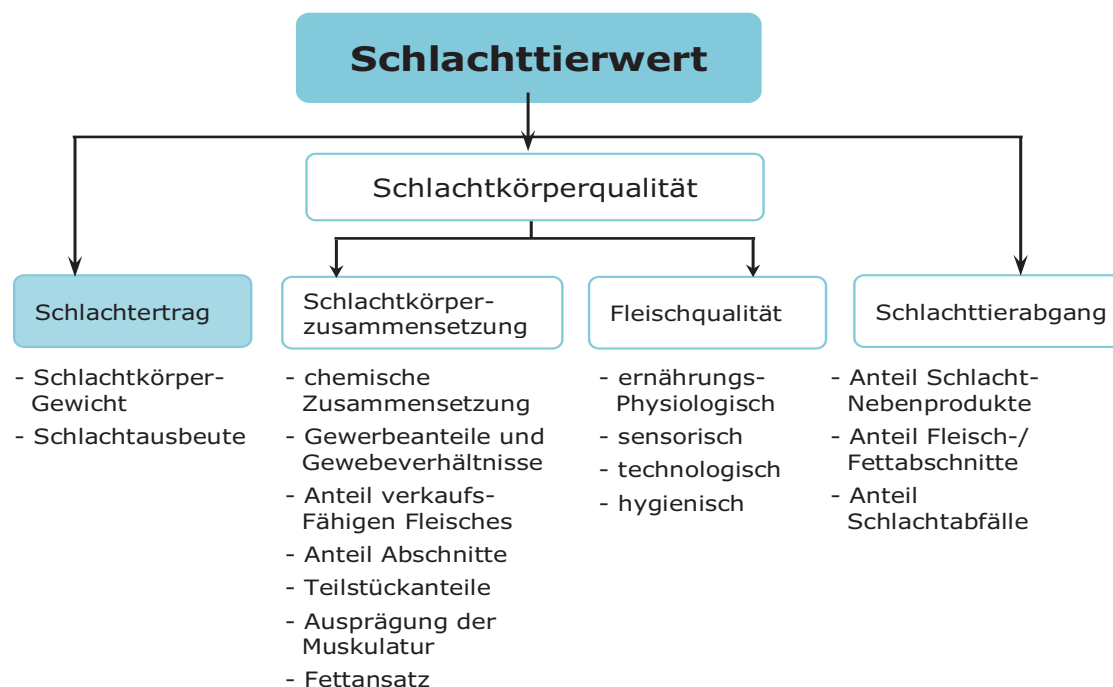 Schlachttierwert
Schlachtkörperqualität
Schlachtertrag
- Schlachtkörper-
Gewicht
- Schlachtausbeute
Schlachtkörper-
zusammensetzung
- chemische
Zusammensetzung
- Gewerbeanteile und
Gewebeverhältnisse
- Anteil verkaufs-
Fähigen Fleisches
- Anteil Abschnitte
- Teilstückanteile
- Ausprägung der
Muskulatur
- Fettansatz
Fleischqualität
- ernährungs-
Physiologisch
- sensorisch
- technologisch
- hygienisch
Schlachttierabgang
- Anteil Schlacht-
Nebenprodukte
- Anteil Fleisch-/
Fettabschnitte
- Anteil
Schlachtabfälle